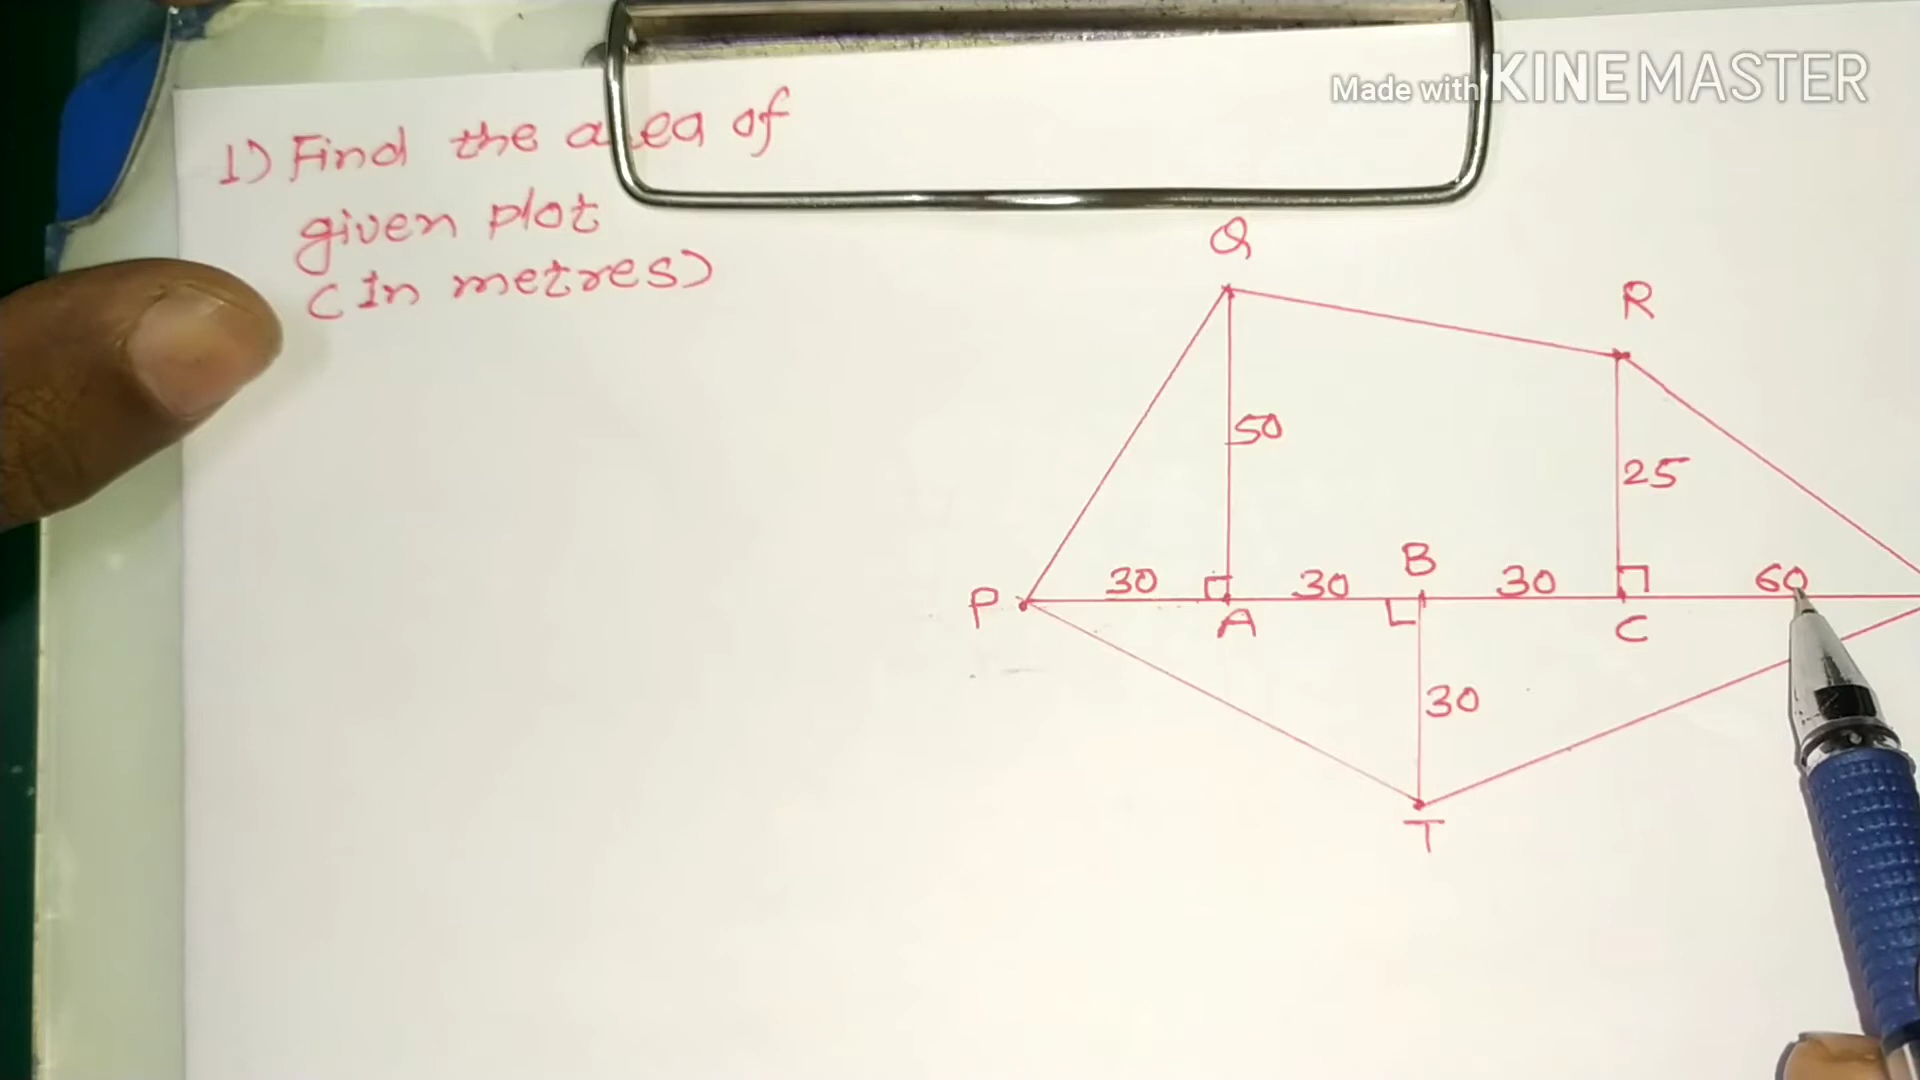 Made with KINEMASTER
1) Find the area of
given plot
(In metres)
Q
R
50
25
B
30
30
30
60
P
A
C
30
T